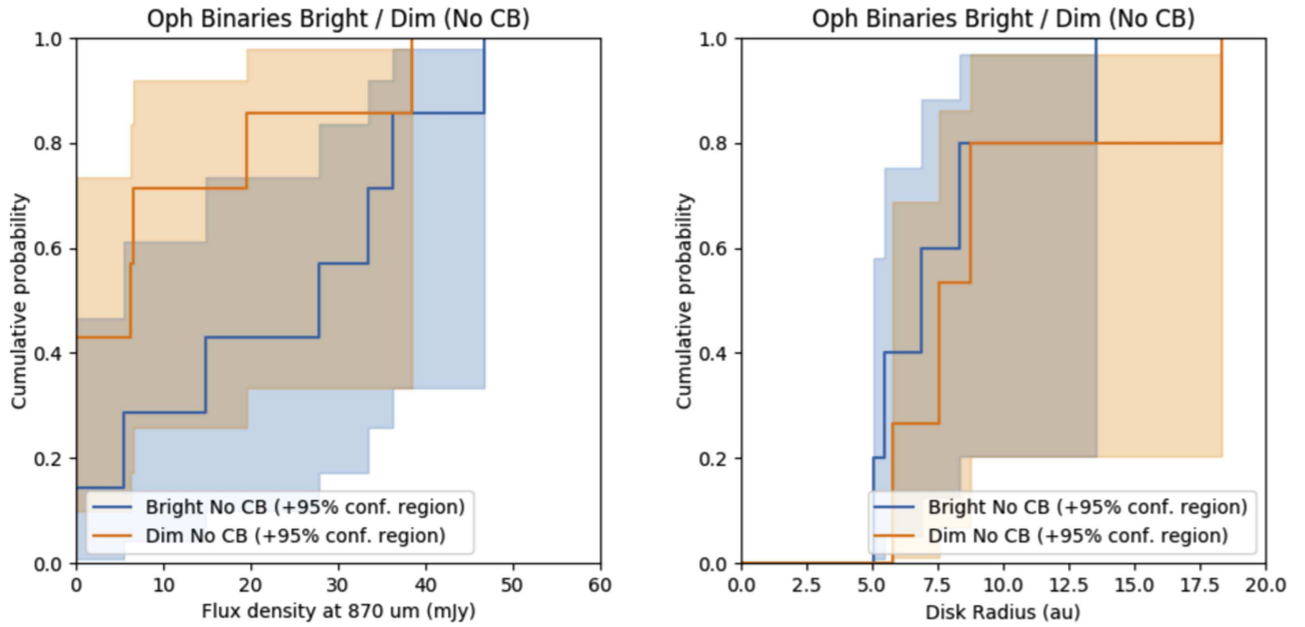 Oph Binaries Bright / Dim (No CB)
1.0
0.8
0.6
0.4
0.2
0.0
Cumulative probability
Bright No CB (+95% conf. region)
Dim No CB (+95% conf. region)
0 10 20 30 40 50 60
Flux density at 870 um (mJy)
Oph Binaries Bright / Dim (No CB)
1.0
0.8
0.6
0.4
0.2
0.0
Cumulative probability
Bright No CB (+95% conf. region)
Dim No CB (+95% conf. region)
0.0 2.5 5.0 7.5 10.0 12.5 15.0 17.5 20.0
Disk Radius (au)